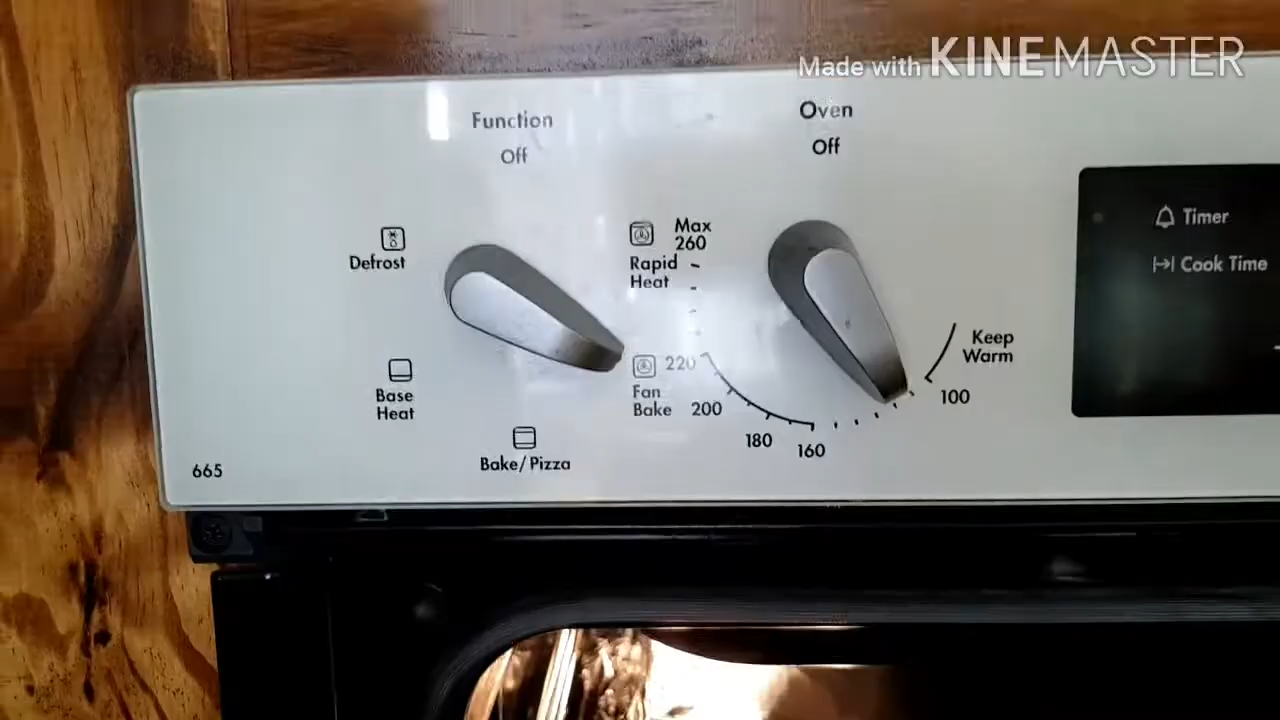 Made with KINEMASTER
Function
Off
Oven
Off
Defrost
Rapid
Heat
Max
260
Timer
Cook Time
Keep
Warm
Base
Heat
Fan
Bake
220
200
180
160
100
Bake/Pizza
665